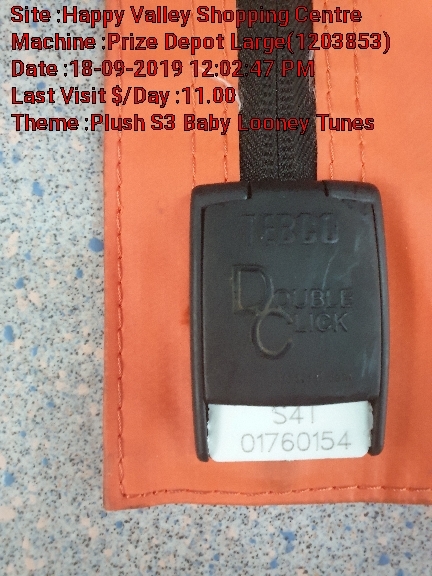 Site :Happy Valley Shopping Centre
Machine :Prize Depot Large(1203853)
Date :18-09-2019 12:02:47 PM
Last Visit $/Day :11.00
Theme :Plush S3 Baby Looney Tunes
TEBCO
DOUBLE
CLICK
S41
01760154